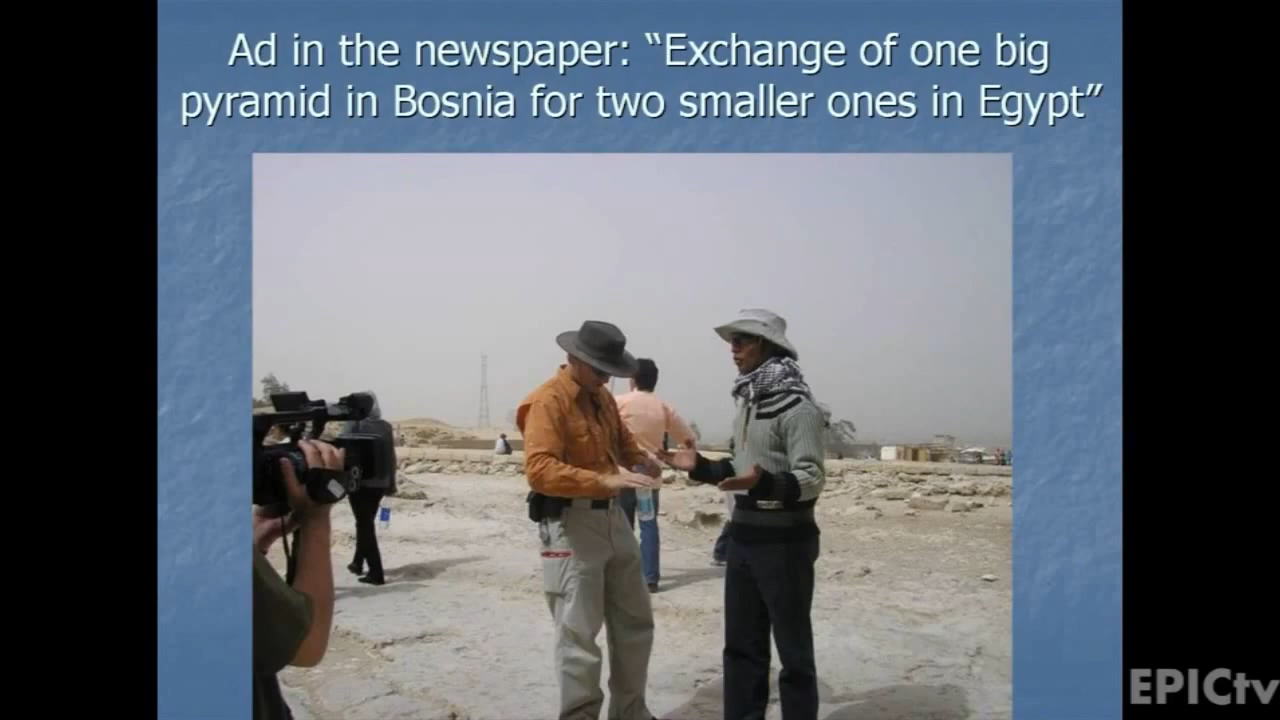 Ad in the newspaper: “Exchange of one big
pyramid in Bosnia for two smaller ones in Egypt”
EPICtv